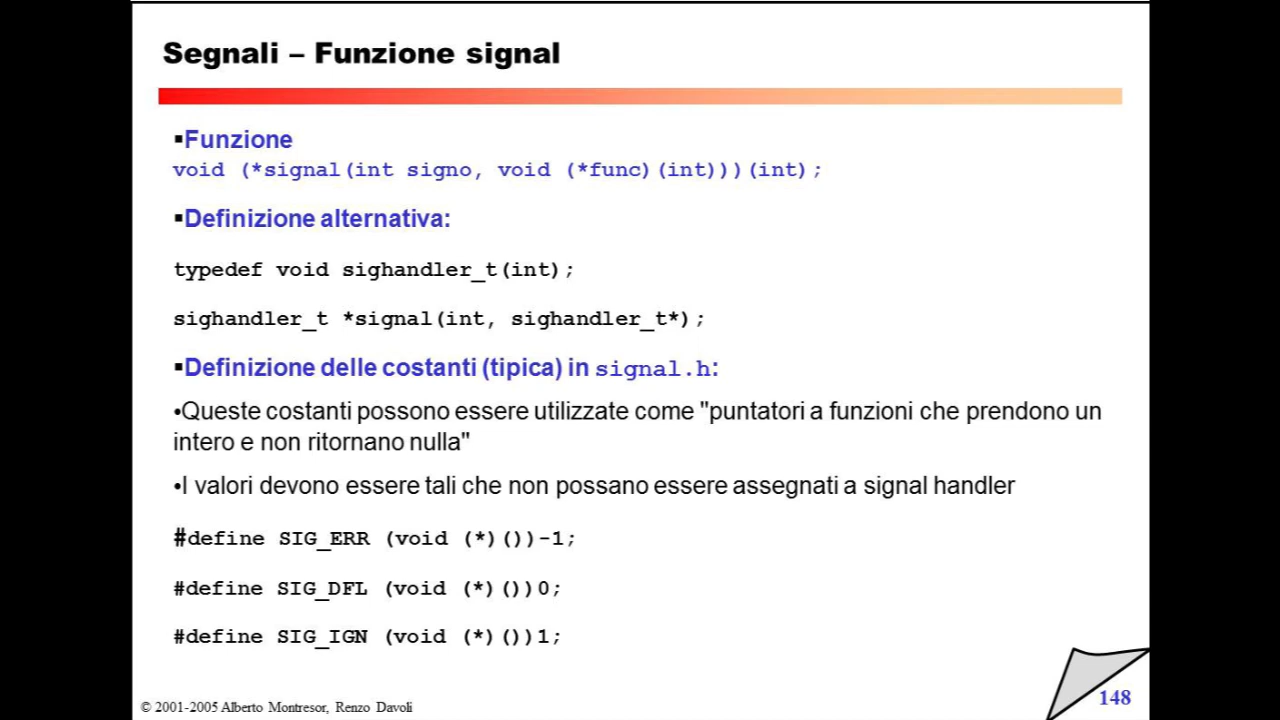 Segnali – Funzione signal
▪Funzione
void (*signal(int signo, void (*func)(int)))(int);
▪Definizione alternativa:
typedef void sighandler_t(int);
sighandler_t *signal(int, sighandler_t*);
▪Definizione delle costanti (tipica) in signal.h:
•Queste costanti possono essere utilizzate come "puntatori a funzioni che prendono un
intero e non ritornano nulla"
•I valori devono essere tali che non possano essere assegnati a signal handler
#define SIG_ERR (void (*)())-1;
#define SIG_DFL (void (*)())0;
#define SIG_IGN (void (*)())1;
© 2001-2005 Alberto Montresor, Renzo Davoli
148